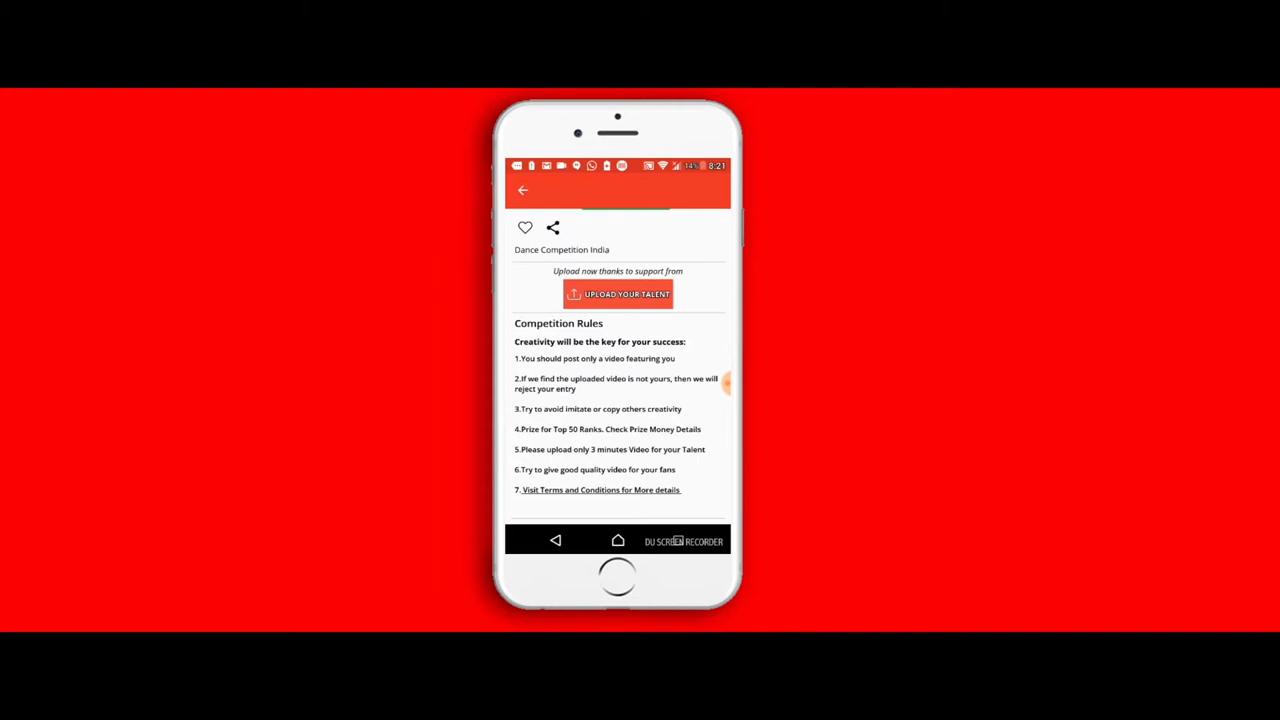 14% 8:21
Dance Competition India
Upload now thanks to support from
UPLOAD YOUR TALENT
Competition Rules
Creativity will be the key for your success:
1.You should post only a video featuring you
2.If we find the uploaded video is not yours, then we will
reject your entry
3.Try to avoid imitate or copy others creativity
4.Prize for Top 50 Ranks. Check Prize Money Details
5.Please upload only 3 minutes Video for your Talent
6.Try to give good quality video for your fans
7. Visit Terms and Conditions for More details
DU SCREEN RECORDER